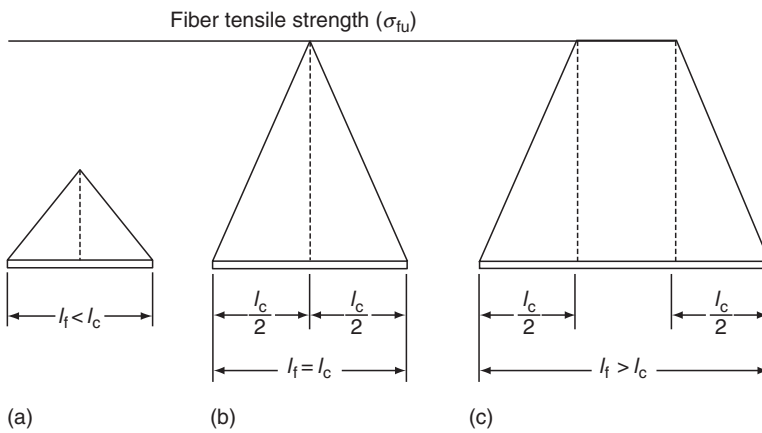 Fiber tensile strength (σfu)
lf < lc
lc
2
lc
2
lf = lc
lc
2
lc
2
lf > lc
(a)
(b)
(c)